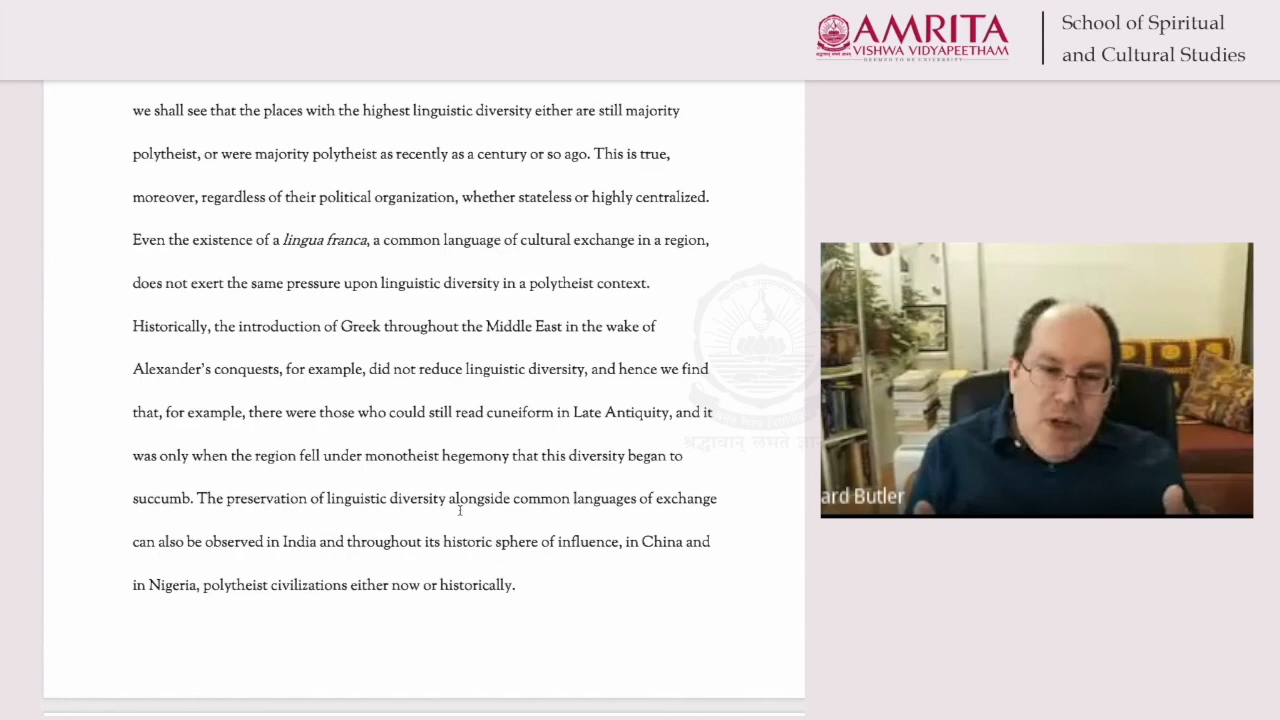 AMRITA
VISHWA VIDYAPEETHAM
DEEMED TO BE UNIVERSITY
School of Spiritual
and Cultural Studies
we shall see that the places with the highest linguistic diversity either are still majority
polytheist, or were majority polytheist as recently as a century or so ago. This is true,
moreover, regardless of their political organization, whether stateless or highly centralized.
Even the existence of a lingua franca, a common language of cultural exchange in a region,
does not exert the same pressure upon linguistic diversity in a polytheist context.
Historically, the introduction of Greek throughout the Middle East in the wake of
Alexander's conquests, for example, did not reduce linguistic diversity, and hence we find
that, for example, there were those who could still read cuneiform in Late Antiquity, and it
was only when the region fell under monotheist hegemony that this diversity began to
succumb. The preservation of linguistic diversity alongside common languages of exchange
can also be observed in India and throughout its historic sphere of influence, in China and
in Nigeria, polytheist civilizations either now or historically.
श्रद्धावान् लभते
ard Butler